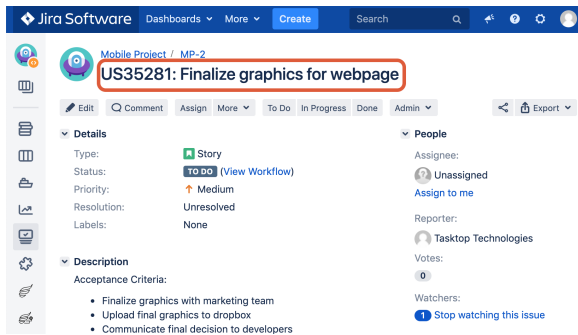 Jira Software Dashboards More Create Search
Mobile Project / MP-2
US35281: Finalize graphics for webpage
Edit Comment Assign More To Do In Progress Done Admin Export
Details
Type: Story
Status: TO DO (View Workflow)
Priority: Medium
Resolution: Unresolved
Labels: None
Description
Acceptance Criteria:
• Finalize graphics with marketing team
• Upload final graphics to dropbox
• Communicate final decision to developers
People
Assignee:
Unassigned
Assign to me
Reporter:
Tasktop Technologies
Votes:
0
Watchers:
1 Stop watching this issue